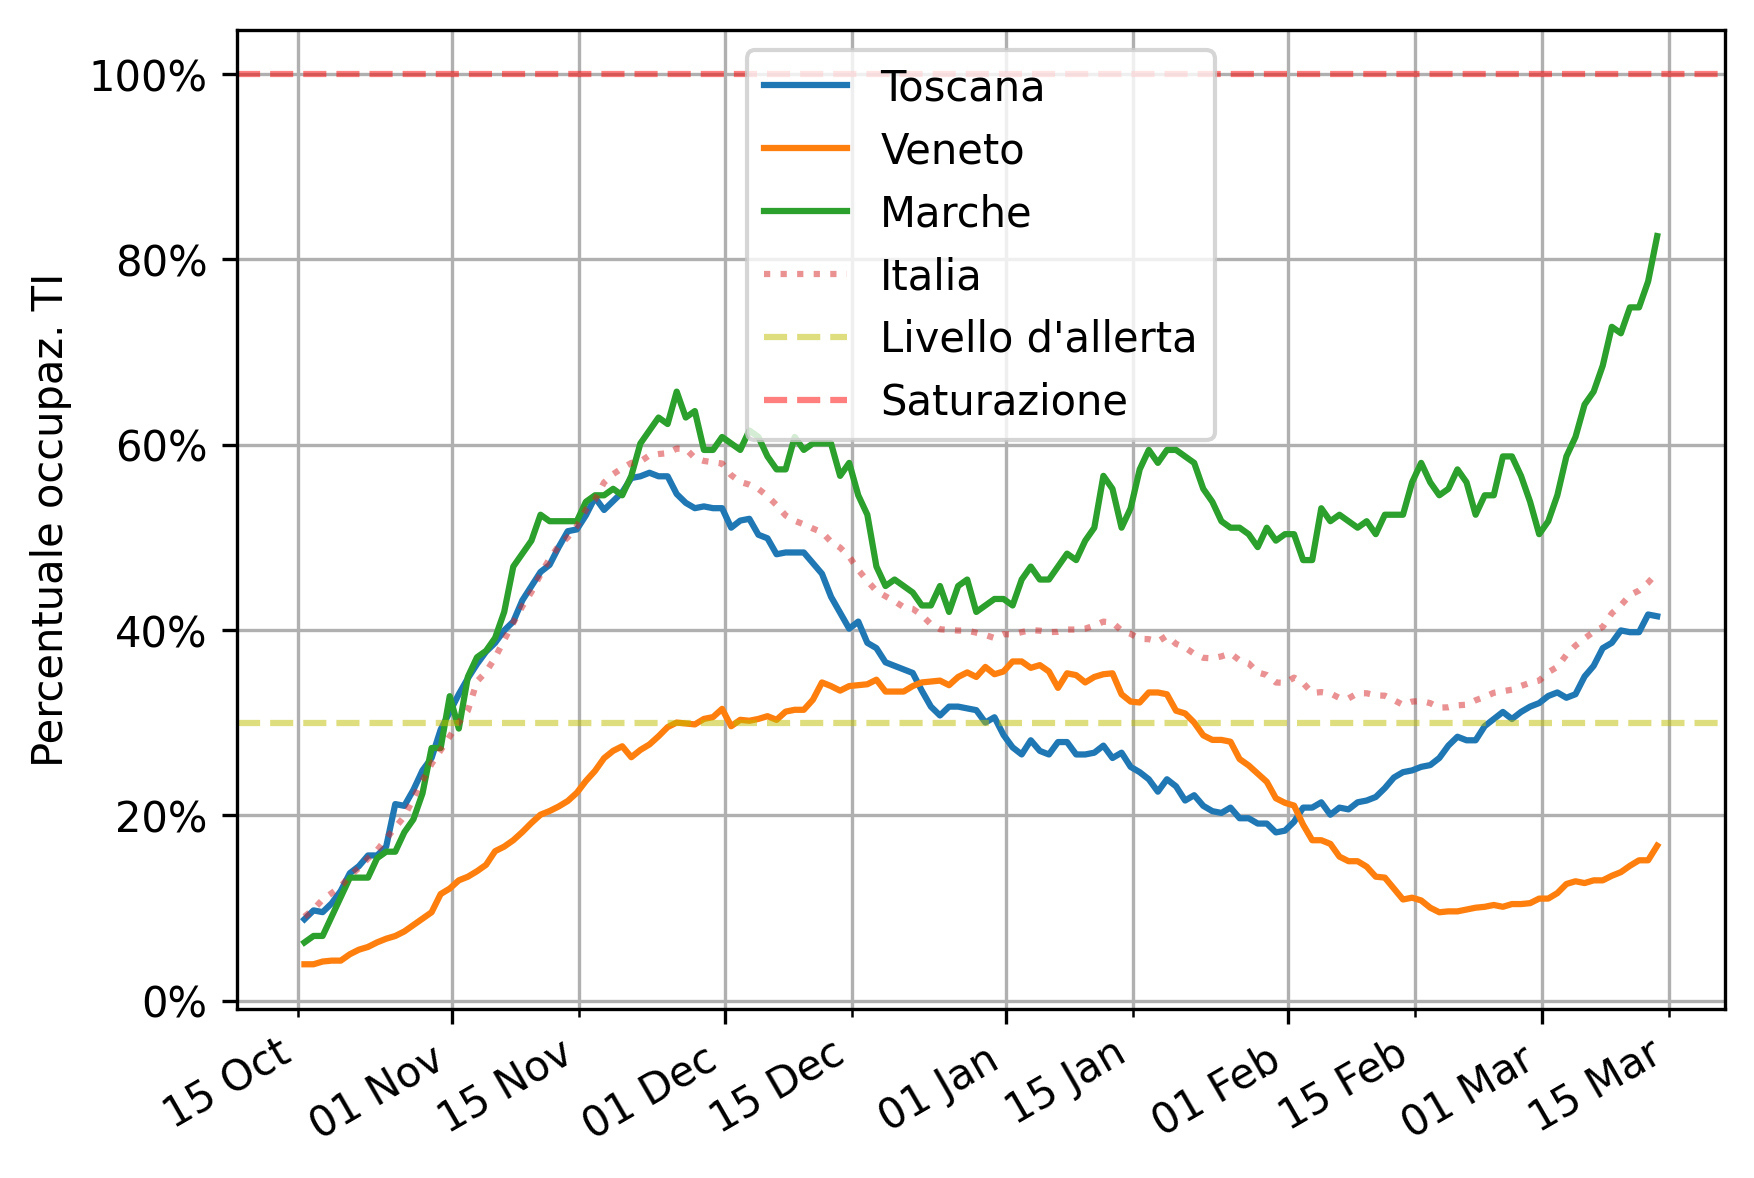 100%
80%
60%
40%
20%
0%
Percentuale occupaz. TI
Toscana
Veneto
Marche
Italia
Livello d'allerta
Saturazione
15 Oct
01 Nov
15 Nov
01 Dec
15 Dec
01 Jan
15 Jan
01 Feb
15 Feb
01 Mar
15 Mar